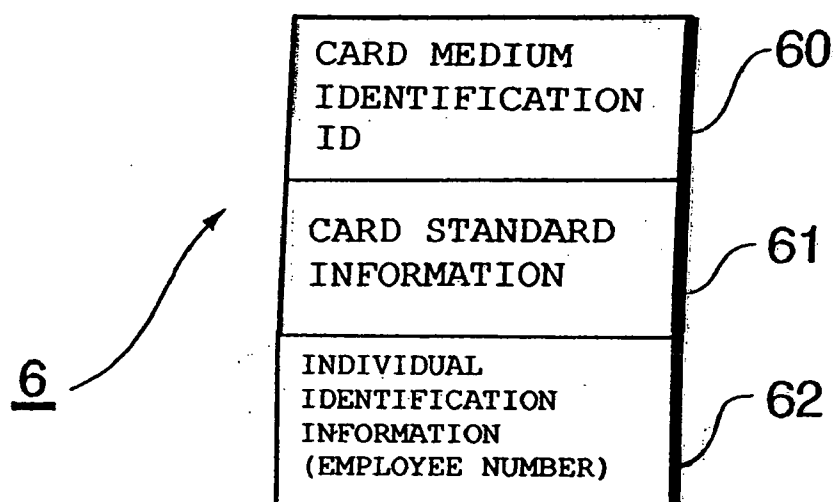 CARD MEDIUM
IDENTIFICATION
ID
60
CARD STANDARD
INFORMATION
61
6
INDIVIDUAL
IDENTIFICATION
INFORMATION
(EMPLOYEE NUMBER)
62